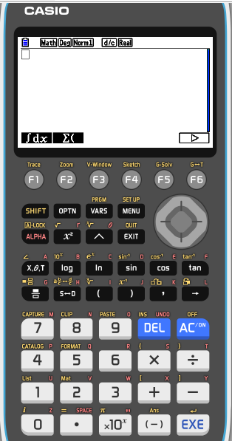 CASIO
Math Deg Norm1 d/c Real
∫dx Σ(
Trace Zoom V-Window Sketch G-Solv G↔T
F1 F2 F3 F4 F5 F6
PRGM SET UP
SHIFT OPTN VARS MENU
A-LOCK QUIT
ALPHA x² ^ EXIT
X,θ,T log ln sin cos tan
S↔D ( ) , →
CAPTURE CLIP PASTE INS UNDO OFF
7 8 9 DEL AC/ON
CATALOG FORMAT
4 5 6 × ÷
List Mat
1 2 3 + −
i = SPACE π Ans
0 • ×10ˣ (−) EXE